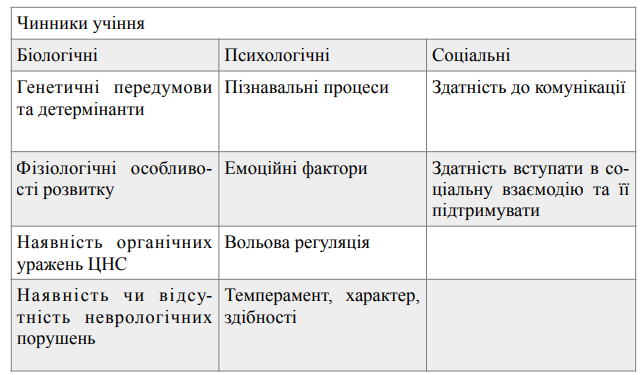 Чинники учіння
Біологічні Психологічні Соціальні
Генетичні передумови Пізнавальні процеси Здатність до комунікації
та детермінанти
Фізіологічні особливо- Емоційні фактори Здатність вступати в со-
сті розвитку ціальну взаємодію та її
підтримувати
Наявність органічних Вольова регуляція
уражень ЦНС
Наявність чи відсу- Темперамент, характер,
тність неврологічних здібності
порушень